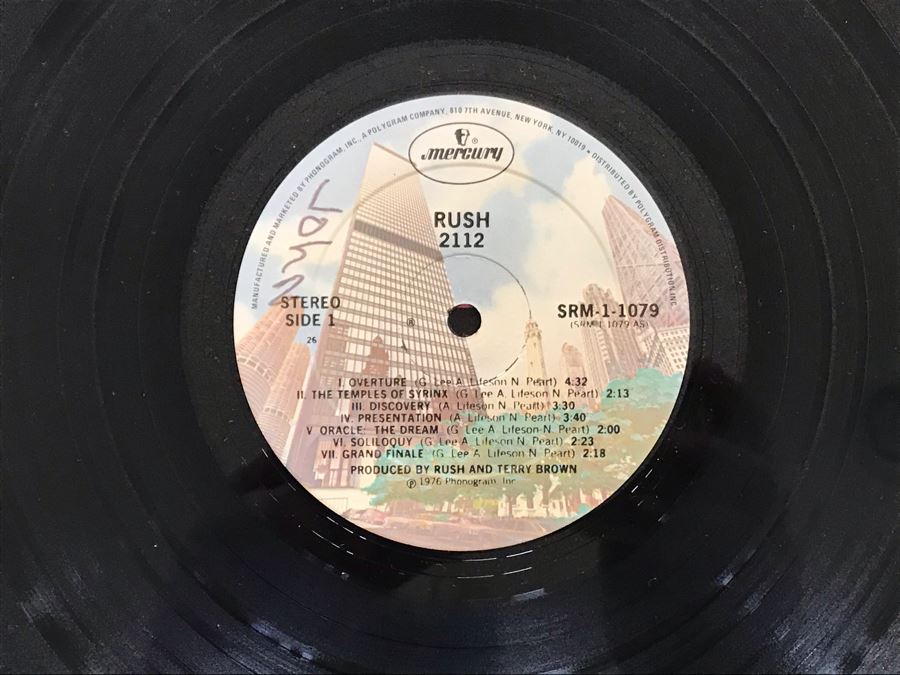 MANUFACTURED AND MARKETED BY PHONOGRAM, INC., A POLYGRAM COMPANY, 810 7TH AVENUE, NEW YORK, NY 10019 • DISTRIBUTED BY POLYGRAM DISTRIBUTION, INC.
mercury ®
John
RUSH
2112
STEREO
SIDE 1
26
SRM-1-1079
(SRM 1 1079 AS)
I. OVERTURE (G. Lee A. Lifeson N. Peart) 4:32
II. THE TEMPLES OF SYRINX (G. Lee A. Lifeson N. Peart) 2:13
III. DISCOVERY (A. Lifeson N. Peart) 3:30
IV. PRESENTATION (A. Lifeson N. Peart) 3:40
V ORACLE: THE DREAM (G. Lee A. Lifeson N. Peart) 2:00
VI. SOLILOQUY (G. Lee A. Lifeson N. Peart) 2:23
VII. GRAND FINALE (G. Lee A. Lifeson N. Peart) 2:18
PRODUCED BY RUSH AND TERRY BROWN
℗ 1976 Phonogram, Inc.